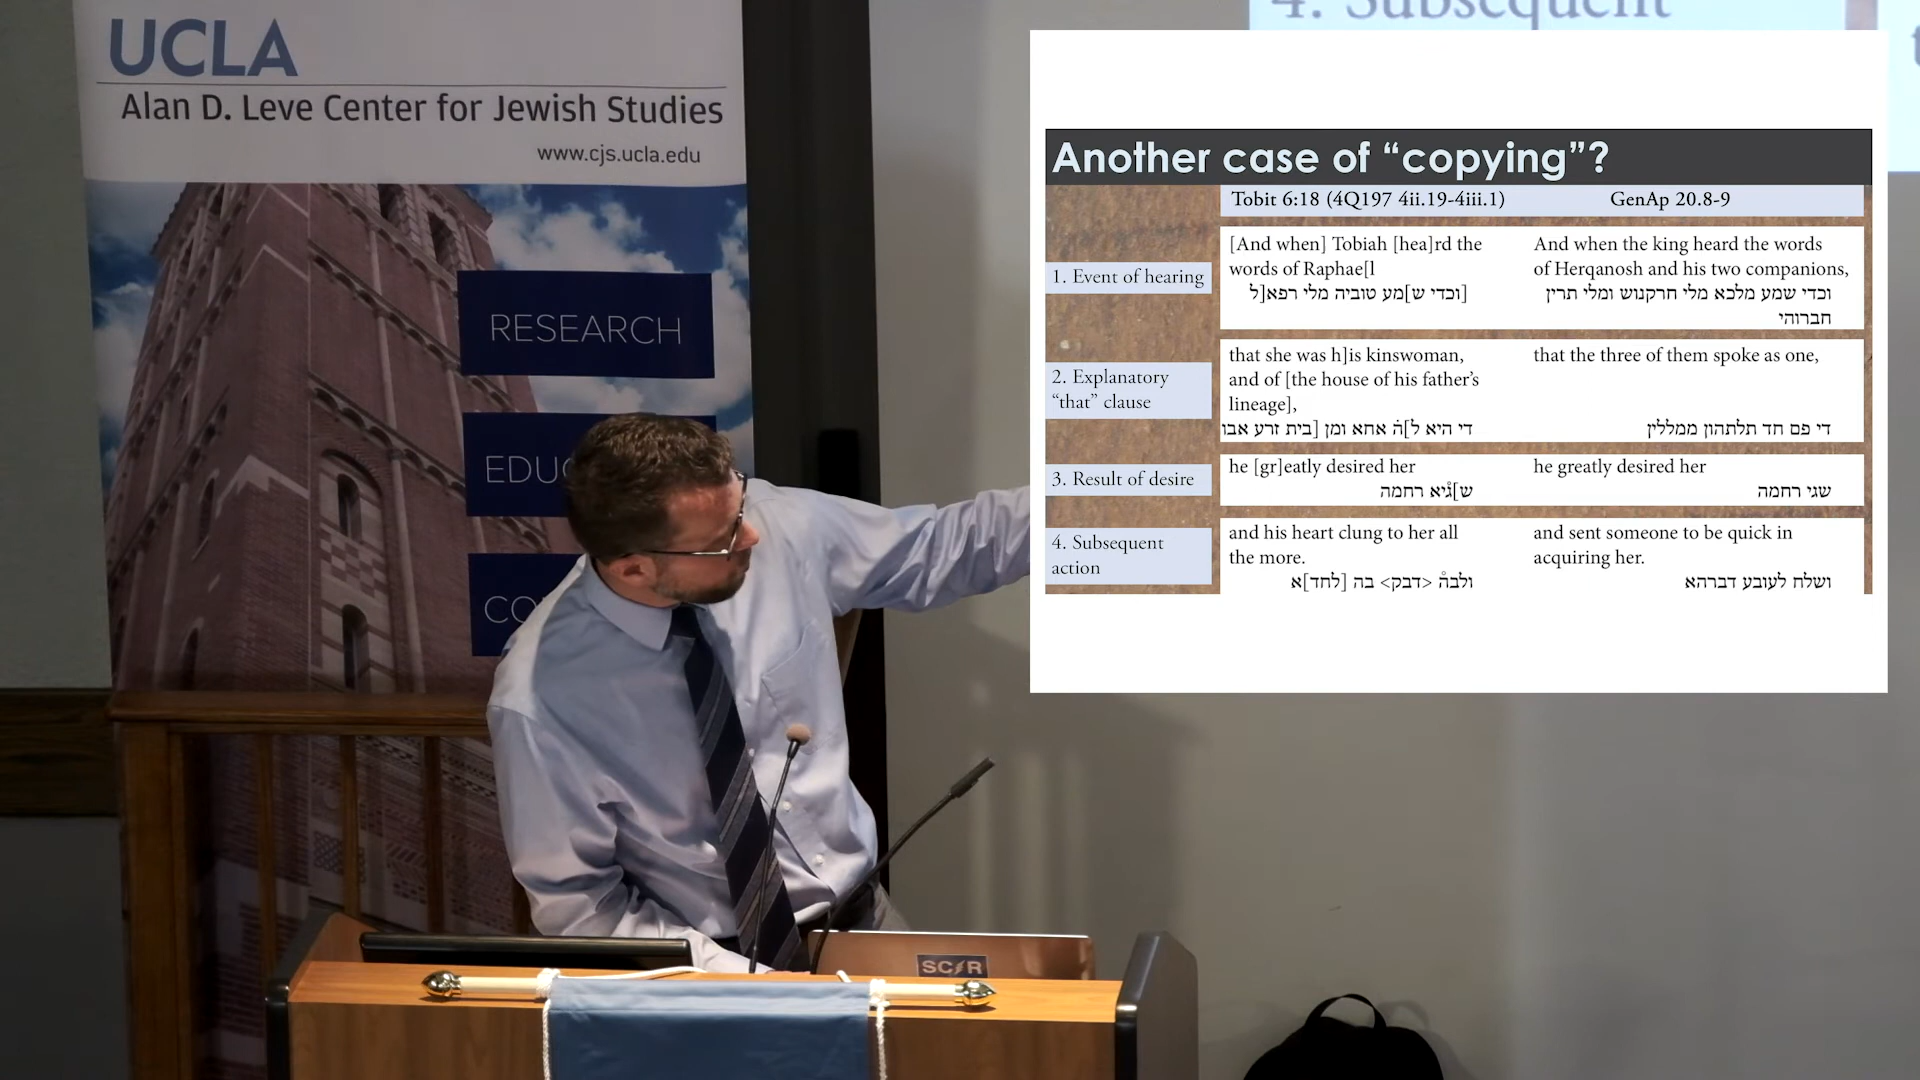 UCLA
Alan D. Leve Center for Jewish Studies
www.cjs.ucla.edu
RESEARCH
EDU
CO
SC R
4. Subsequent
Another case of “copying”?
Tobit 6:18 (4Q197 4ii.19-4iii.1)
GenAp 20.8-9
1. Event of hearing
[And when] Tobiah [hea]rd the
words of Raphae[l
[וכדי ש]מע טוביה מלי רפא[ל
And when the king heard the words
of Herqanosh and his two companions,
וכדי שמע מלכא מלי חרקנוש ומלי תרין
חברוהי
2. Explanatory
“that” clause
that she was h]is kinswoman,
and of [the house of his father’s
lineage],
די היא ל]ה̇ אחא ומן [בית זרע אבו
that the three of them spoke as one,
די פם חד תלתהון ממללין
3. Result of desire
he [gr]eatly desired her
ש]ג֯יא רחמה
he greatly desired her
שגי רחמה
4. Subsequent
action
and his heart clung to her all
the more.
ולבה֯ <דבק> בה [לחד]א
and sent someone to be quick in
acquiring her.
ושלח לעובע דברהא